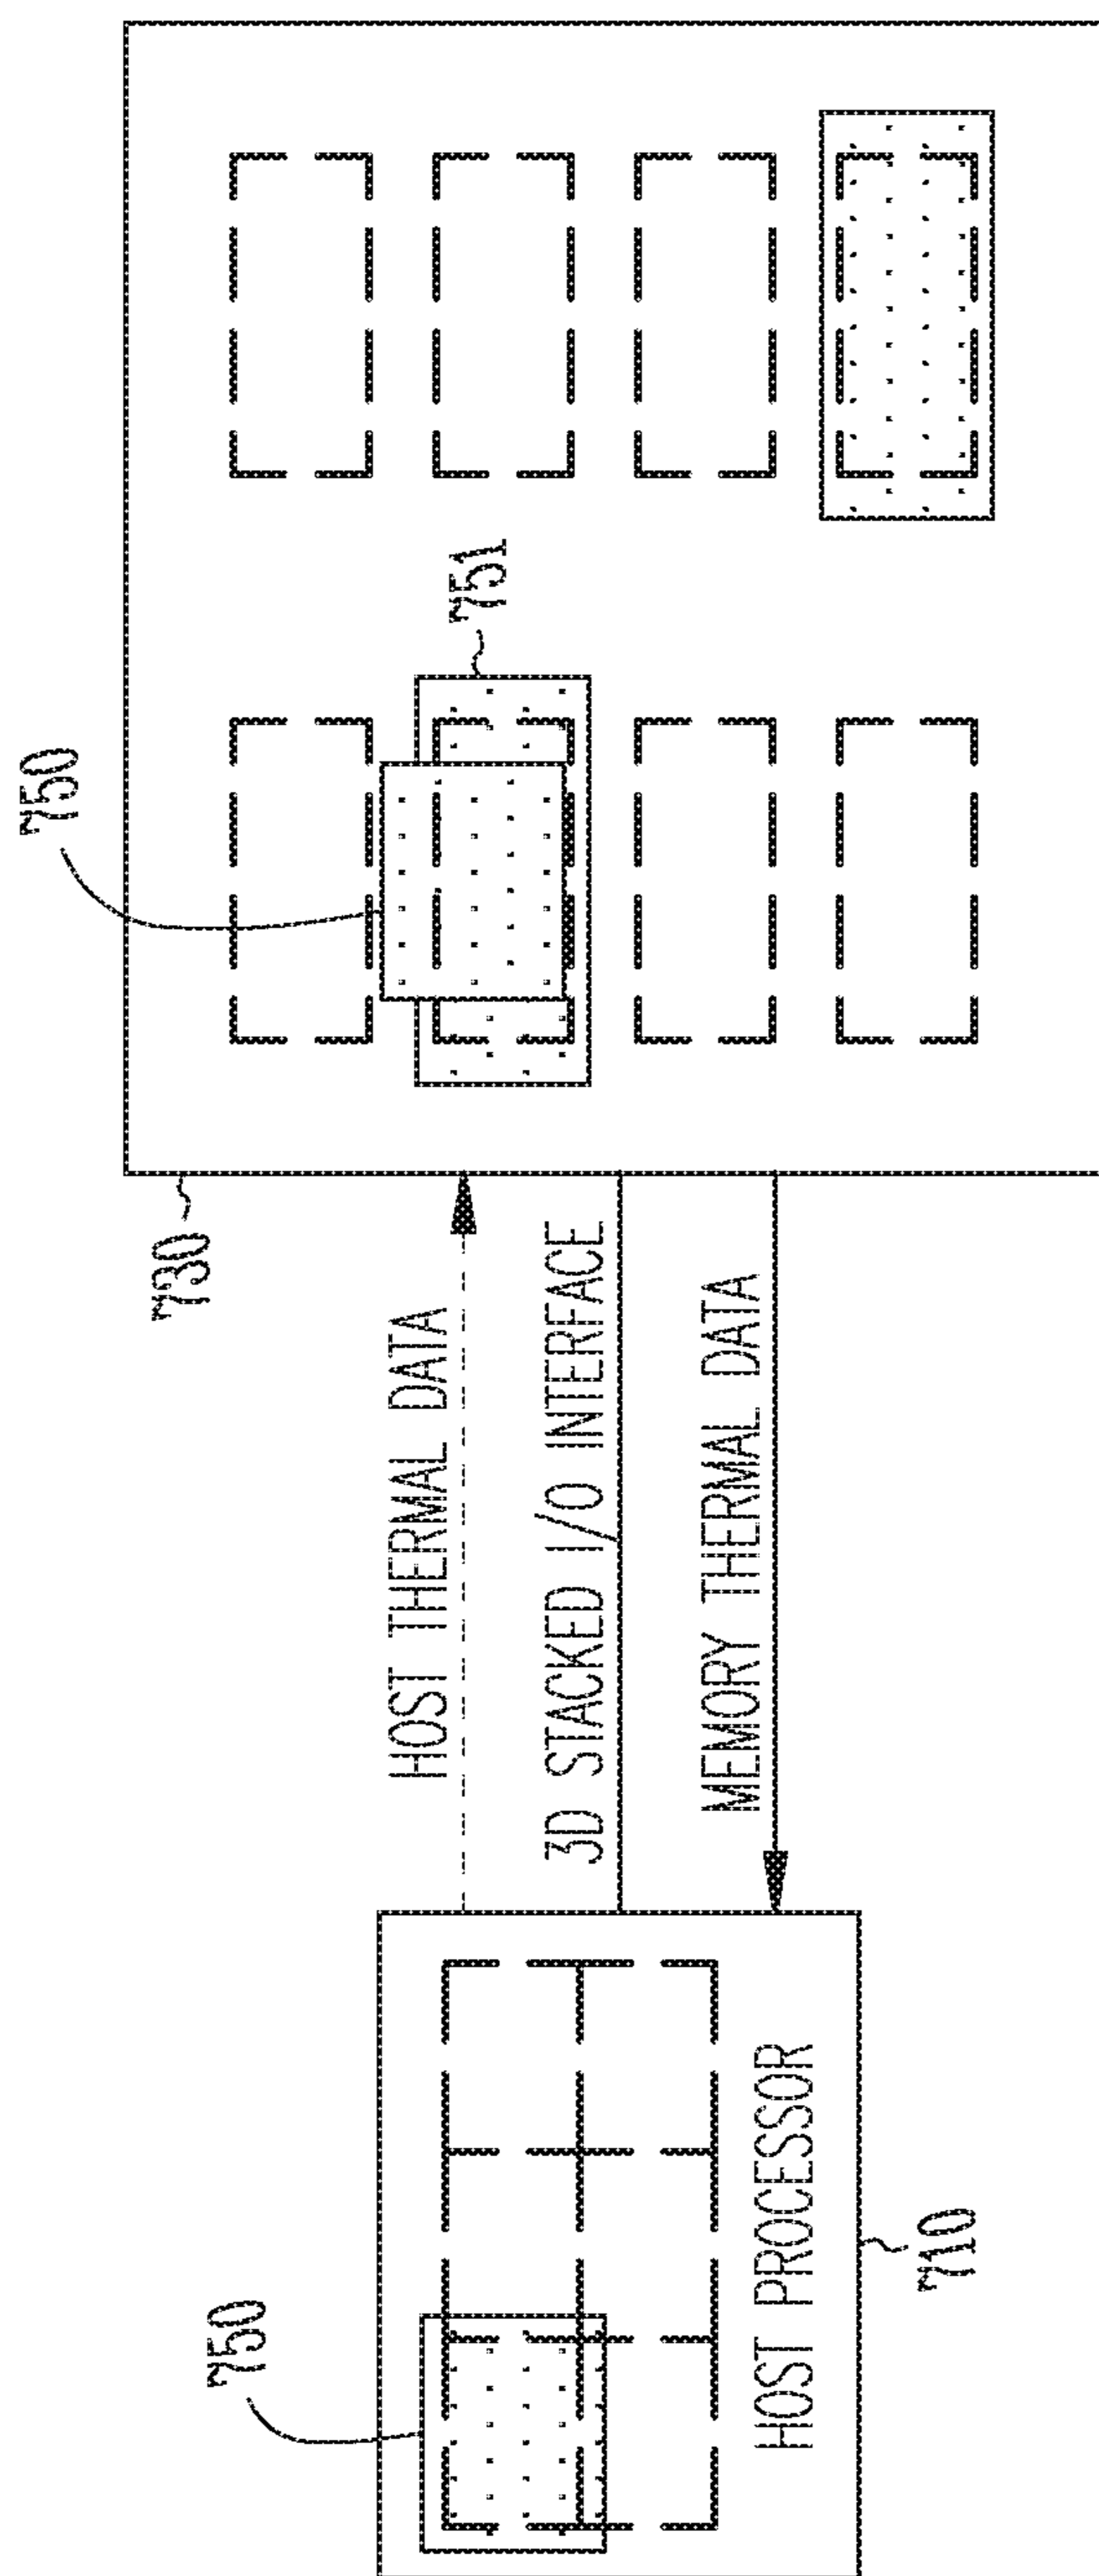 750
HOST PROCESSOR
710
HOST THERMAL DATA
3D STACKED I/O INTERFACE
MEMORY THERMAL DATA
730
750
751